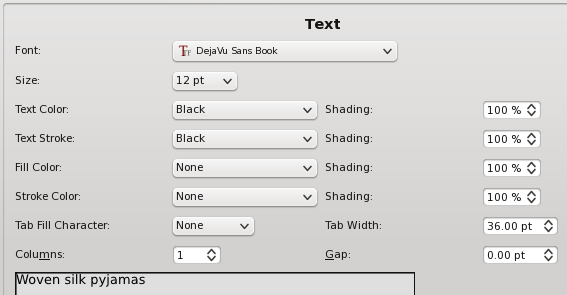 Text
Font: DejaVu Sans Book
Size: 12 pt
Text Color: Black Shading: 100 %
Text Stroke: Black Shading: 100 %
Fill Color: None Shading: 100 %
Stroke Color: None Shading: 100 %
Tab Fill Character: None Tab Width: 36.00 pt
Columns: 1 Gap: 0.00 pt
Woven silk pyjamas